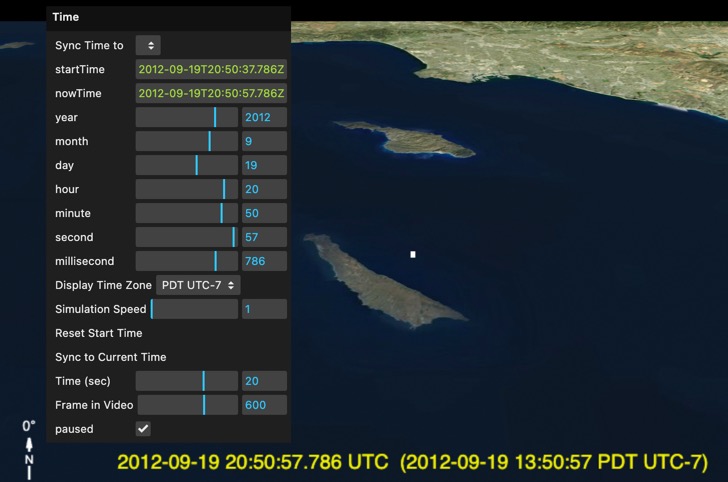 Time
Sync Time to
startTime 2012-09-19T20:50:37.786Z
nowTime 2012-09-19T20:50:57.786Z
year 2012
month 9
day 19
hour 20
minute 50
second 57
millisecond 786
Display Time Zone PDT UTC-7
Simulation Speed 1
Reset Start Time
Sync to Current Time
Time (sec) 20
Frame in Video 600
paused
0°
N
2012-09-19 20:50:57.786 UTC (2012-09-19 13:50:57 PDT UTC-7)